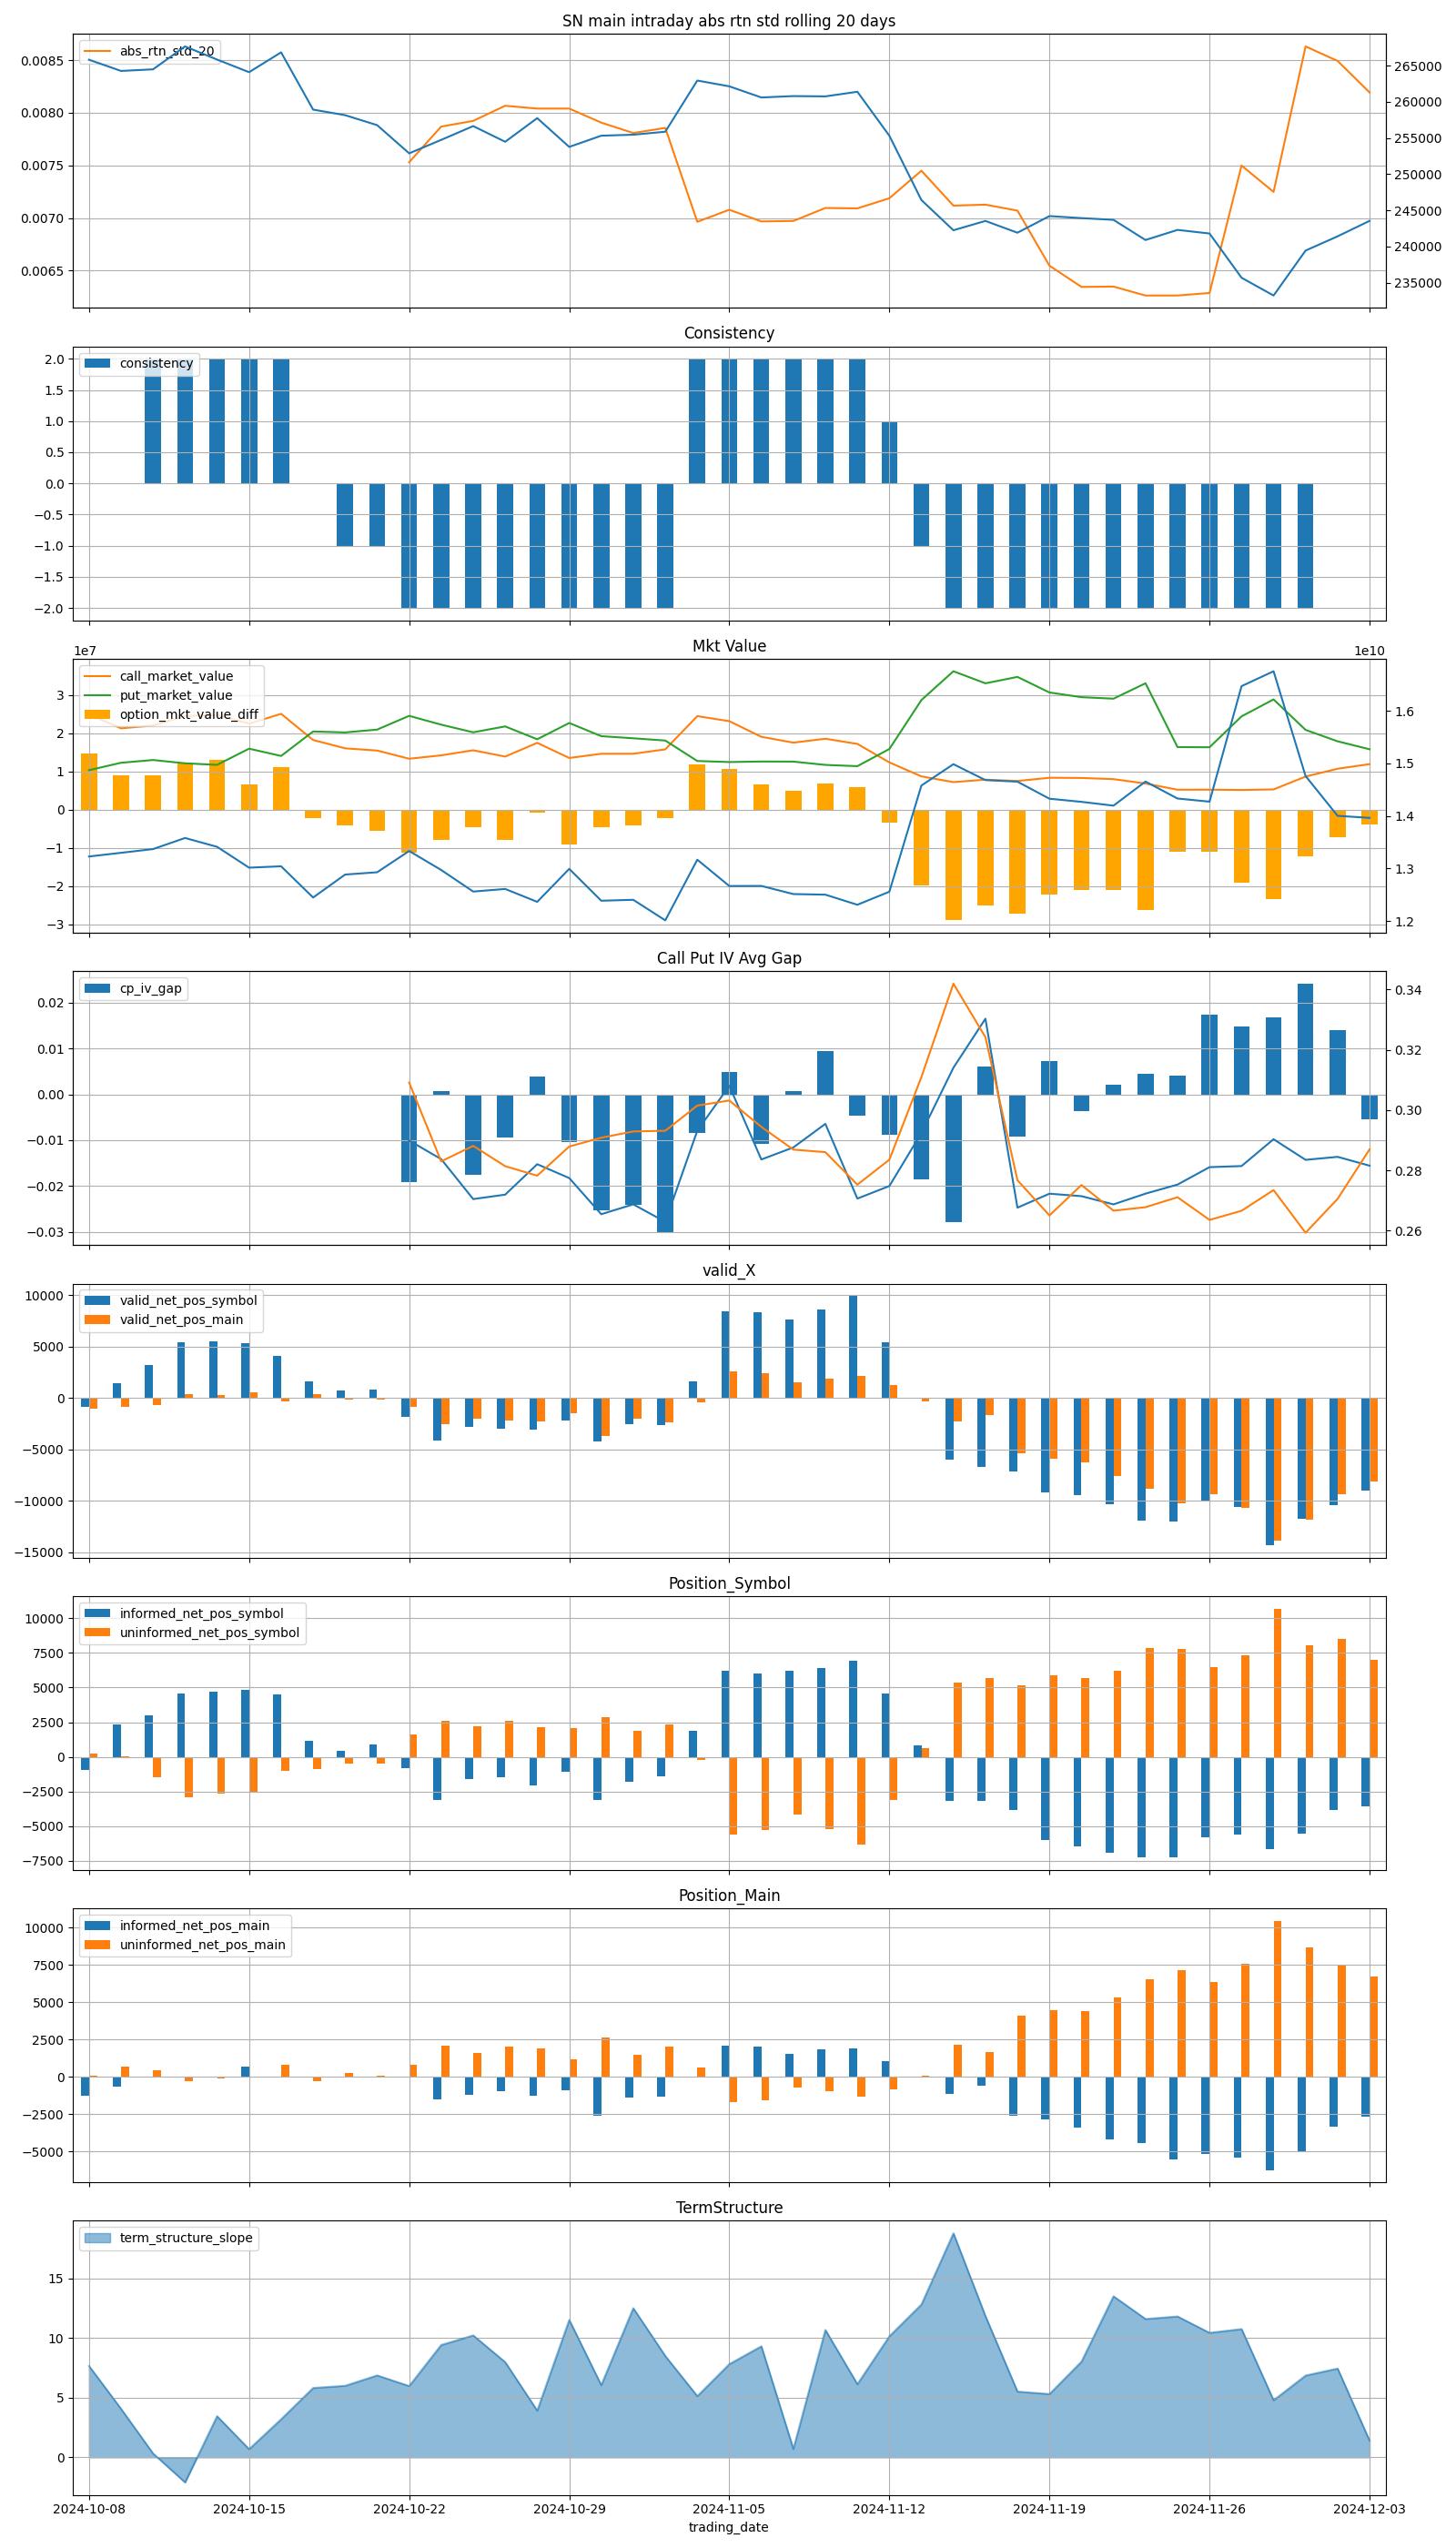 SN main intraday abs rtn std rolling 20 days
abs_rtn_std_20
0.0085
0.0080
0.0075
0.0070
0.0065
265000
260000
255000
250000
245000
240000
235000
Consistency
consistency
2.0
1.5
1.0
0.5
0.0
−0.5
−1.0
−1.5
−2.0
Mkt Value
1e7
1e10
call_market_value
put_market_value
option_mkt_value_diff
3
2
1
0
−1
−2
−3
1.6
1.5
1.4
1.3
1.2
Call Put IV Avg Gap
cp_iv_gap
0.02
0.01
0.00
−0.01
−0.02
−0.03
0.34
0.32
0.30
0.28
0.26
valid_X
valid_net_pos_symbol
valid_net_pos_main
10000
5000
0
−5000
−10000
−15000
Position_Symbol
informed_net_pos_symbol
uninformed_net_pos_symbol
10000
7500
5000
2500
0
−2500
−5000
−7500
Position_Main
informed_net_pos_main
uninformed_net_pos_main
10000
7500
5000
2500
0
−2500
−5000
TermStructure
term_structure_slope
15
10
5
0
2024-10-08 2024-10-15 2024-10-22 2024-10-29 2024-11-05 2024-11-12 2024-11-19 2024-11-26 2024-12-03
trading_date